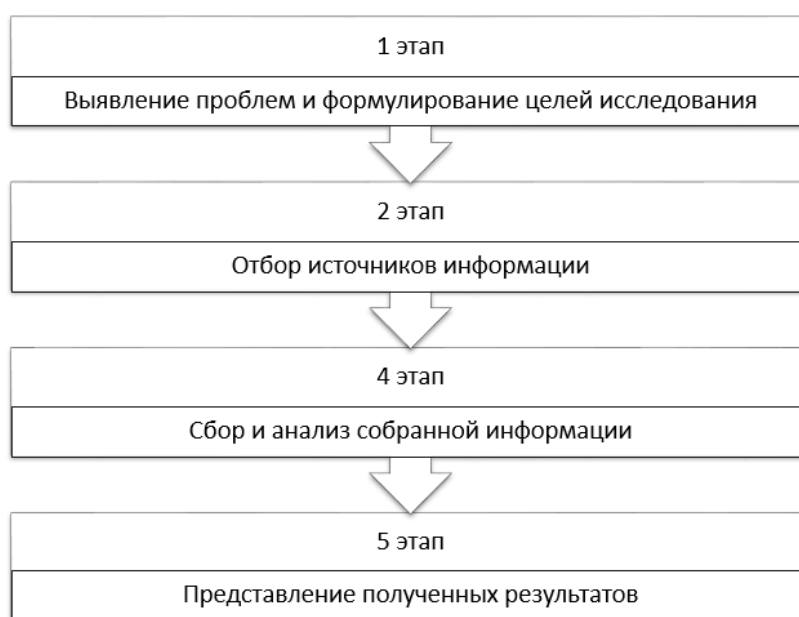 1 этап
Выявление проблем и формулирование целей исследования
2 этап
Отбор источников информации
4 этап
Сбор и анализ собранной информации
5 этап
Представление полученных результатов